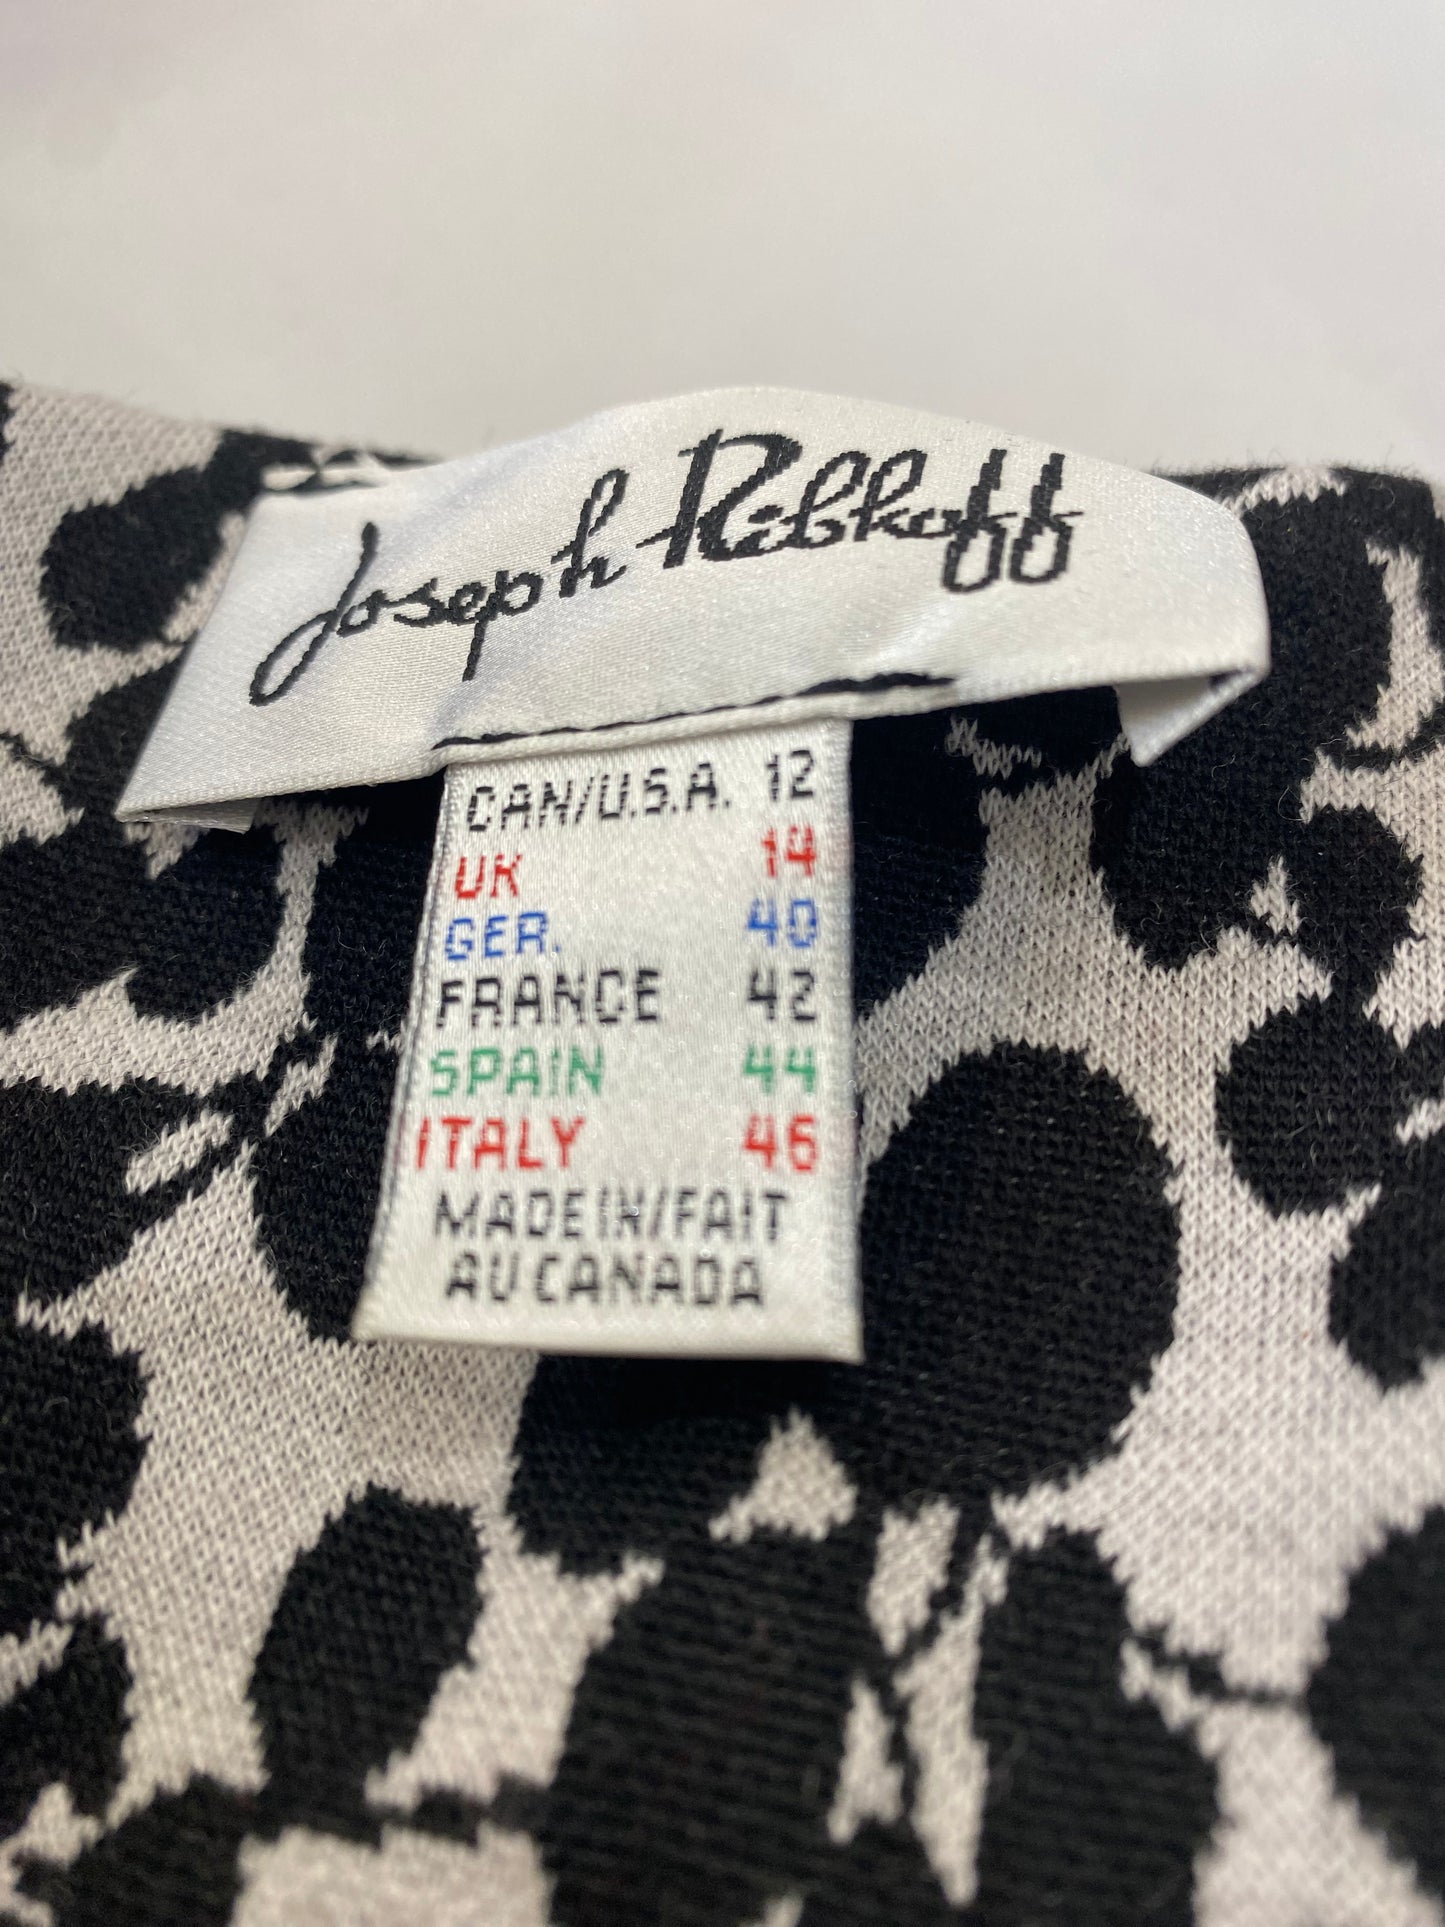 Joseph Ribkoff
CAN/U.S.A. 12
UK 14
GER. 40
FRANCE 42
SPAIN 44
ITALY 46
MADE IN/FAIT
AU CANADA